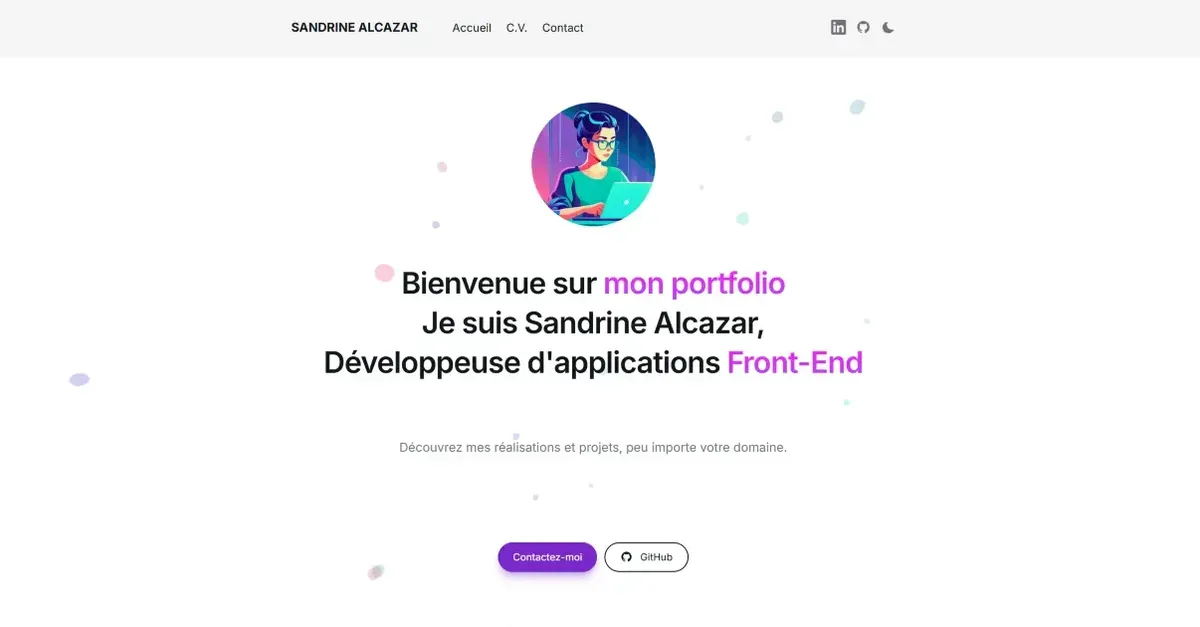 SANDRINE ALCAZAR Accueil C.V. Contact in
Bienvenue sur mon portfolio
Je suis Sandrine Alcazar,
Développeuse d'applications Front-End
Découvrez mes réalisations et projets, peu importe votre domaine.
Contactez-moi GitHub